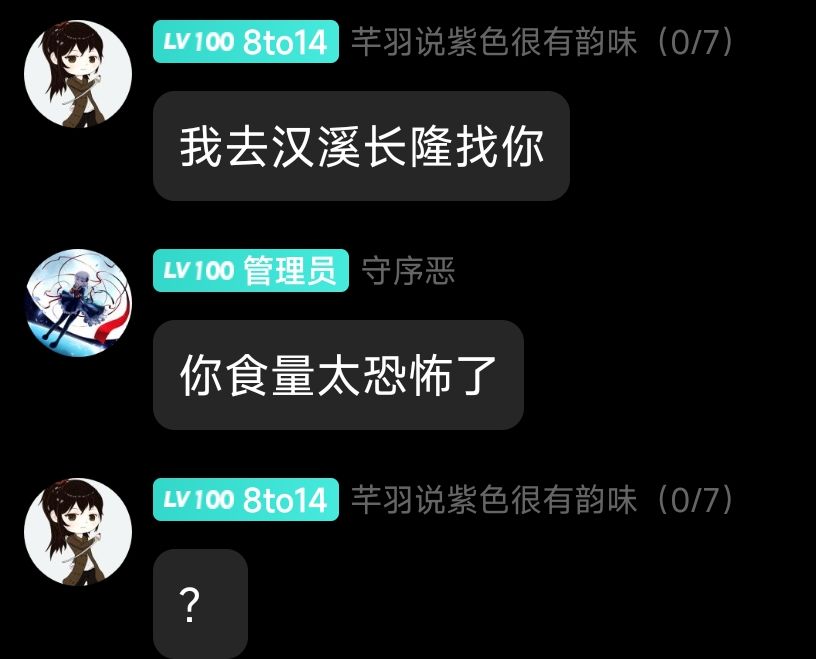 LV100 8to14 芊羽说紫色很有韵味（0/7）
我去汉溪长隆找你
LV100 管理员 守序恶
你食量太恐怖了
LV100 8to14 芊羽说紫色很有韵味（0/7）
？